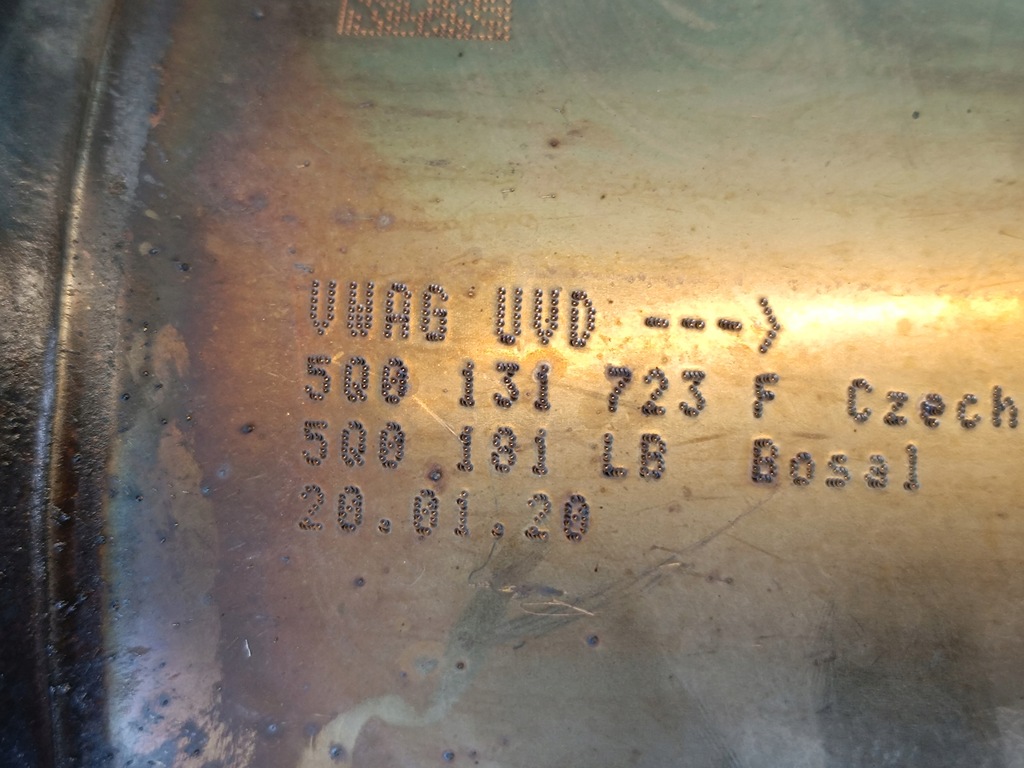 VWAG UVD --->
5Q0 131 723 F Czech
5Q0 181 LB Bosal
20.01.20